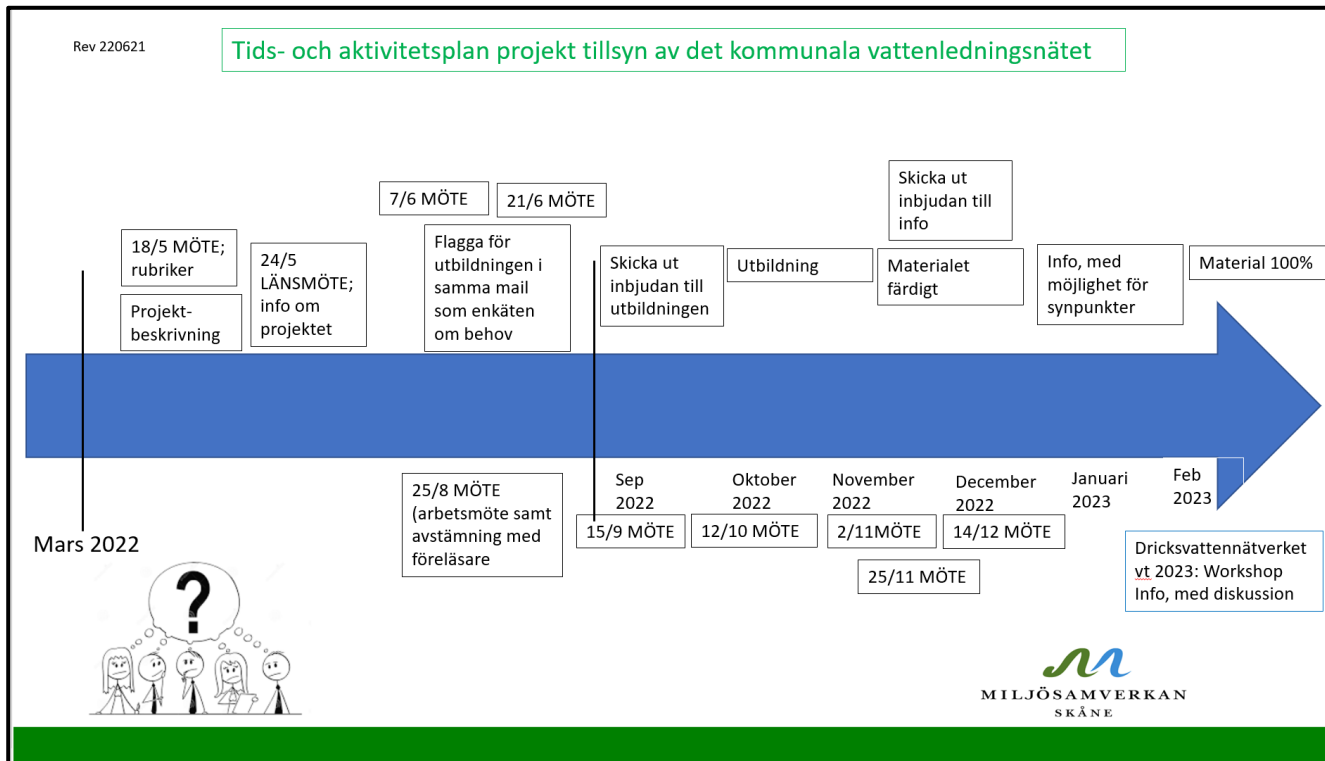 Rev 220621
Tids- och aktivitetsplan projekt tillsyn av det kommunala vattenledningsnätet
18/5 MÖTE;
rubriker
Projekt-
beskrivning
24/5
LÄNSMÖTE;
info om
projektet
7/6 MÖTE
21/6 MÖTE
Flagga för
utbildningen i
samma mail
som enkäten
om behov
Skicka ut
inbjudan till
utbildningen
Utbildning
Skicka ut
inbjudan till
info
Materialet
färdigt
Info, med
möjlighet för
synpunkter
Material 100%
Mars 2022
25/8 MÖTE
(arbetsmöte samt
avstämning med
föreläsare
Sep
2022
15/9 MÖTE
Oktober
2022
12/10 MÖTE
November
2022
2/11MÖTE
25/11 MÖTE
December
2022
14/12 MÖTE
Januari
2023
Feb
2023
Dricksvattennätverket
vt 2023: Workshop
Info, med diskussion
?
MILJÖSAMVERKAN
SKÅNE